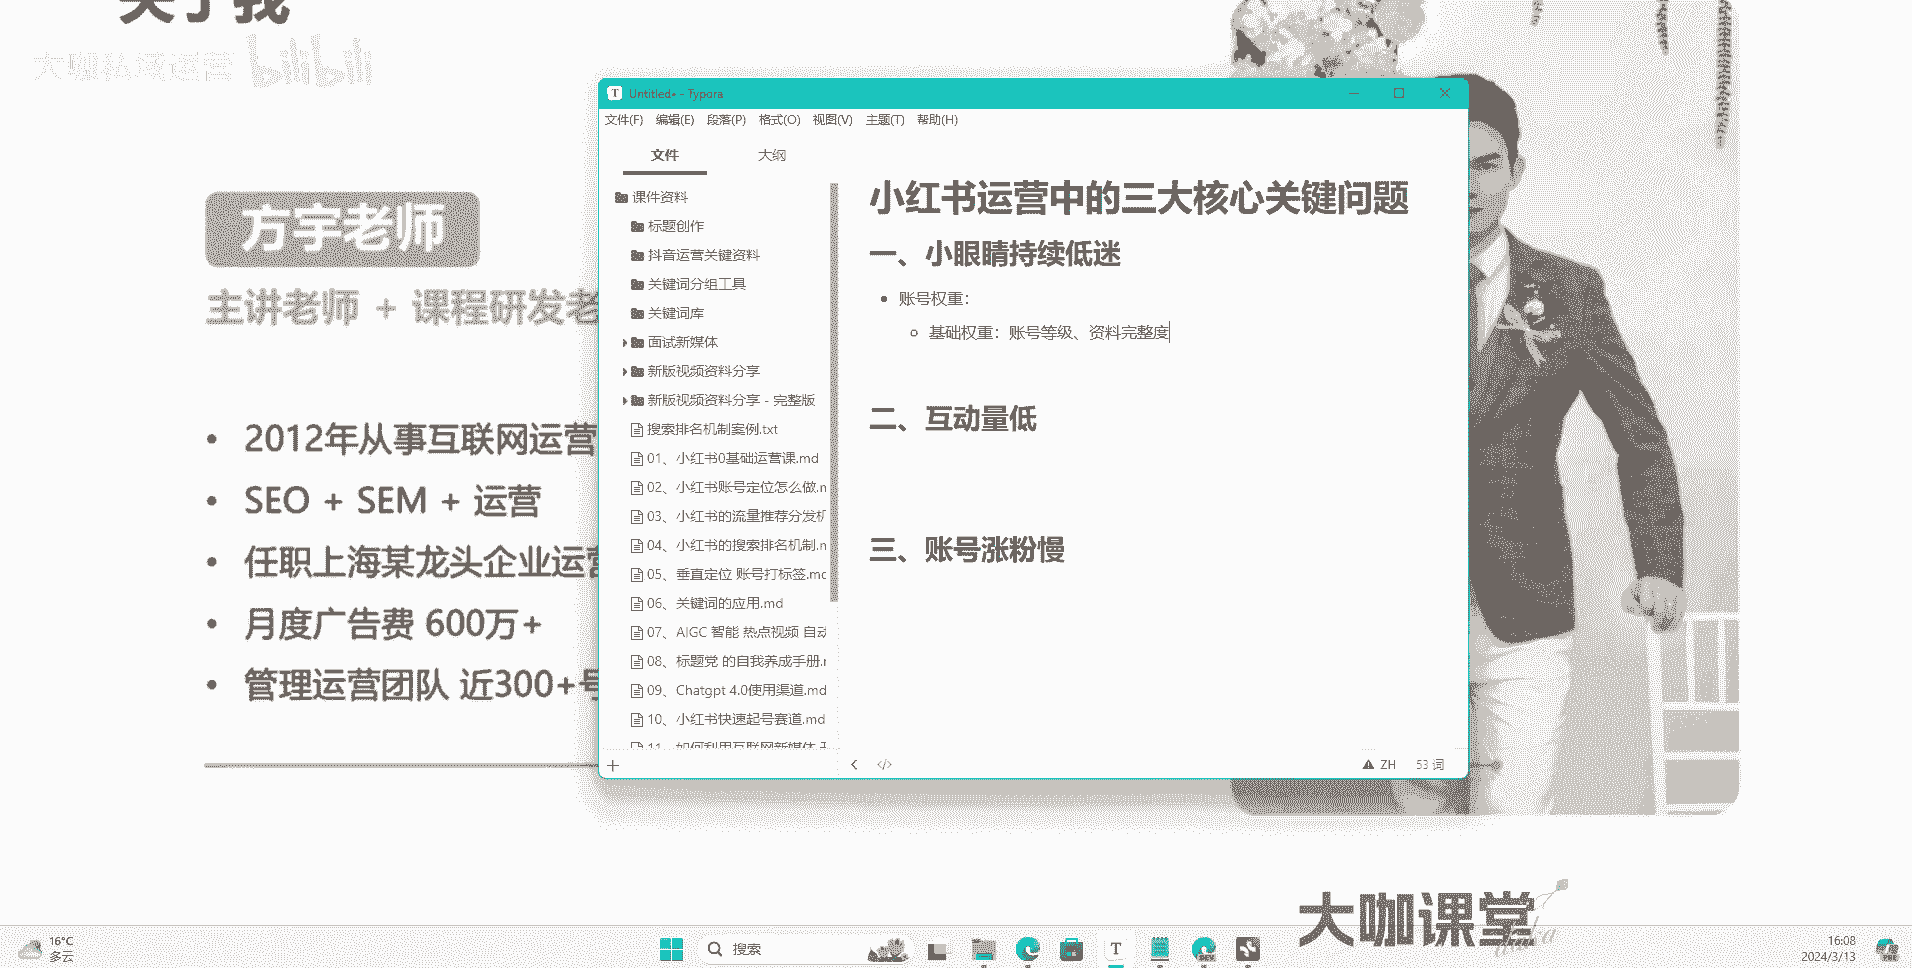 关于我
大咖私域运营 bilibili
方宇老师
主讲老师 + 课程研发老
2012年从事互联网运营
SEO + SEM + 运营
任职上海某龙头企业运营
月度广告费 600万+
管理运营团队 近300+号
Untitled• - Typora
文件(F) 编辑(E) 段落(P) 格式(O) 视图(V) 主题(T) 帮助(H)
文件 大纲
课件资料
标题创作
抖音运营关键资料
关键词分组工具
关键词库
面试新媒体
新版视频资料分享
新版视频资料分享 - 完整版
搜索排名机制案例.txt
01、小红书0基础运营课.md
02、小红书账号定位怎么做.m
03、小红书的流量推荐分发机
04、小红书的搜索排名机制.m
05、垂直定位 账号打标签.md
06、关键词的应用.md
07、AIGC 智能 热点视频 自动
08、标题党 的自我养成手册.m
09、Chatgpt 4.0使用渠道.md
10、小红书快速起号赛道.md
11、如何利用互联网新媒体
小红书运营中的三大核心关键问题
一、小眼睛持续低迷
账号权重：
基础权重：账号等级、资料完整度
二、互动量低
三、账号涨粉慢
ZH 53 词
大咖课堂
16°C
多云
搜索
T
DEV
16:08
2024/3/13
PRE